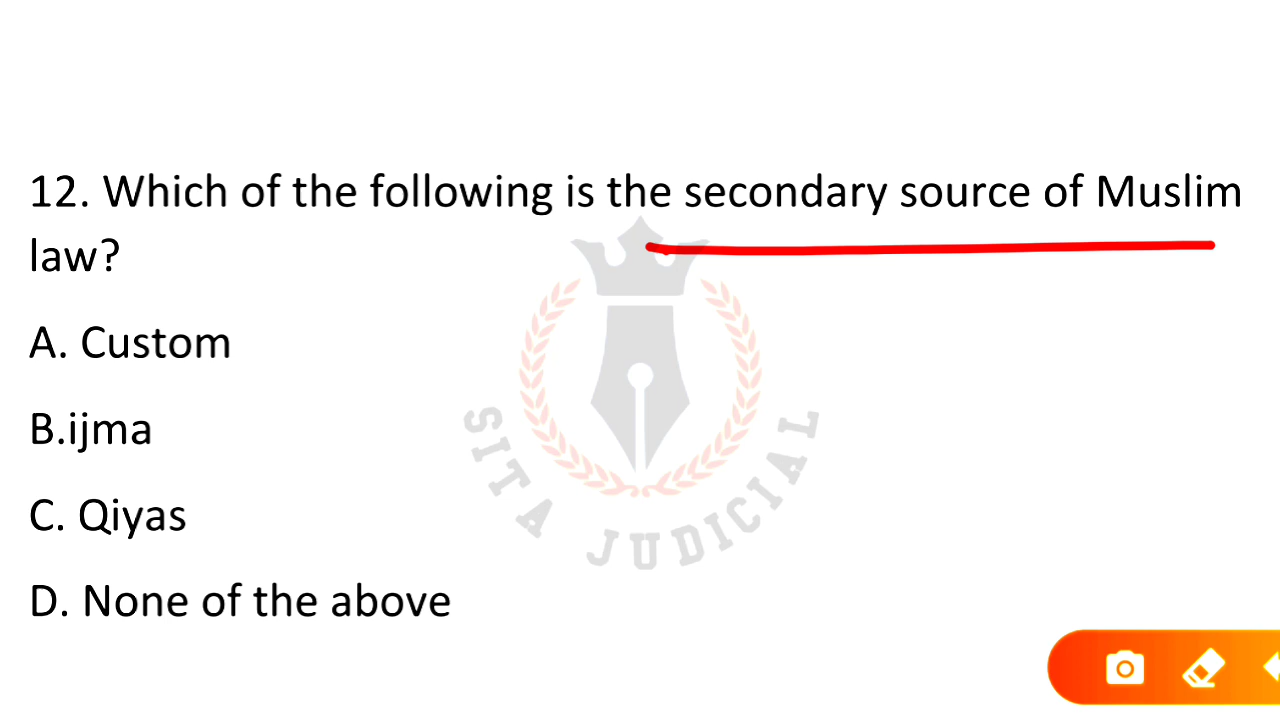 12. Which of the following is the secondary source of Muslim
law?
A. Custom
B.ijma
C. Qiyas
D. None of the above
SITA JUDICIAL